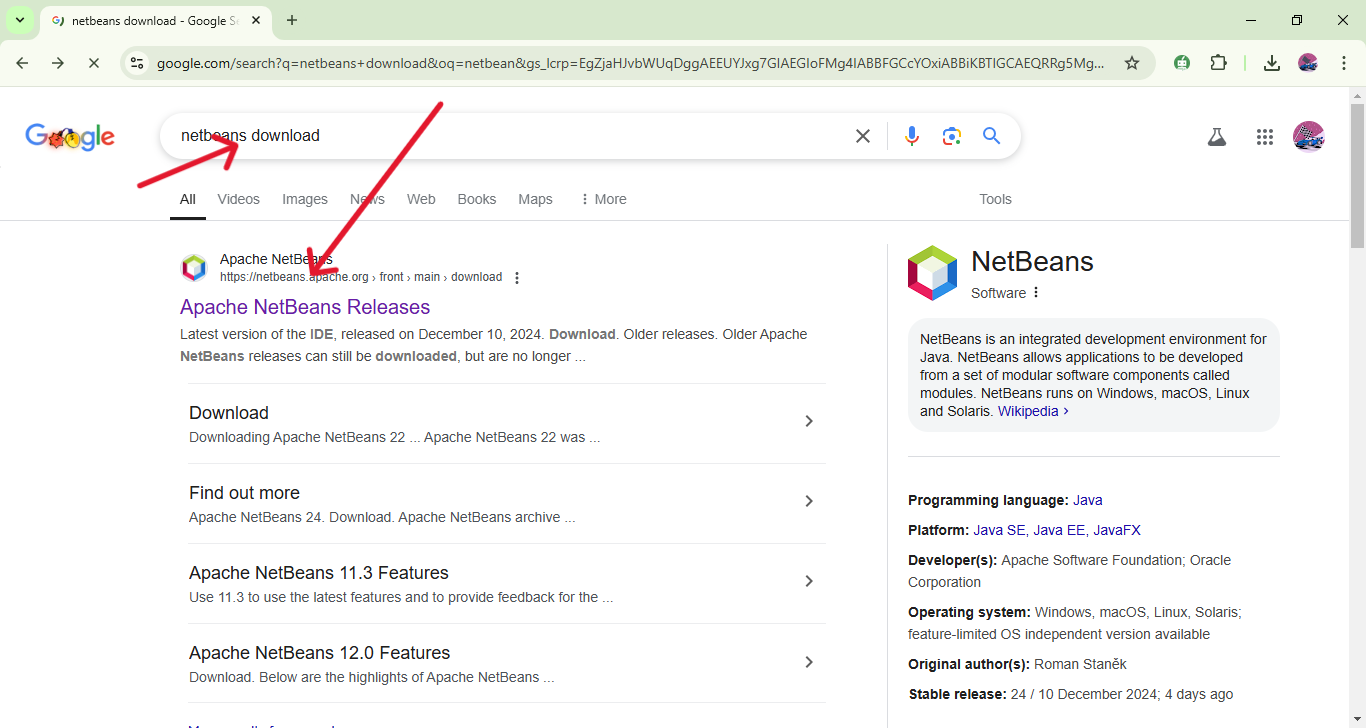 netbeans download - Google Se
google.com/search?q=netbeans+download&oq=netbean&gs_lcrp=EgZjaHJvbWUqDggAEEUYJxg7GIAEGIoFMg4IABBFGCcYOxiABBiKBTIGCAEQRRg5Mg...
Google
netbeans download
All Videos Images News Web Books Maps More Tools
Apache NetBeans
https://netbeans.apache.org › front › main › download
Apache NetBeans Releases
Latest version of the IDE, released on December 10, 2024. Download. Older releases. Older Apache
NetBeans releases can still be downloaded, but are no longer ...
Download
Downloading Apache NetBeans 22 ... Apache NetBeans 22 was ...
Find out more
Apache NetBeans 24. Download. Apache NetBeans archive ...
Apache NetBeans 11.3 Features
Use 11.3 to use the latest features and to provide feedback for the ...
Apache NetBeans 12.0 Features
Download. Below are the highlights of Apache NetBeans ...
NetBeans
Software
NetBeans is an integrated development environment for
Java. NetBeans allows applications to be developed
from a set of modular software components called
modules. NetBeans runs on Windows, macOS, Linux
and Solaris. Wikipedia ›
Programming language: Java
Platform: Java SE, Java EE, JavaFX
Developer(s): Apache Software Foundation; Oracle
Corporation
Operating system: Windows, macOS, Linux, Solaris;
feature-limited OS independent version available
Original author(s): Roman Staněk
Stable release: 24 / 10 December 2024; 4 days ago